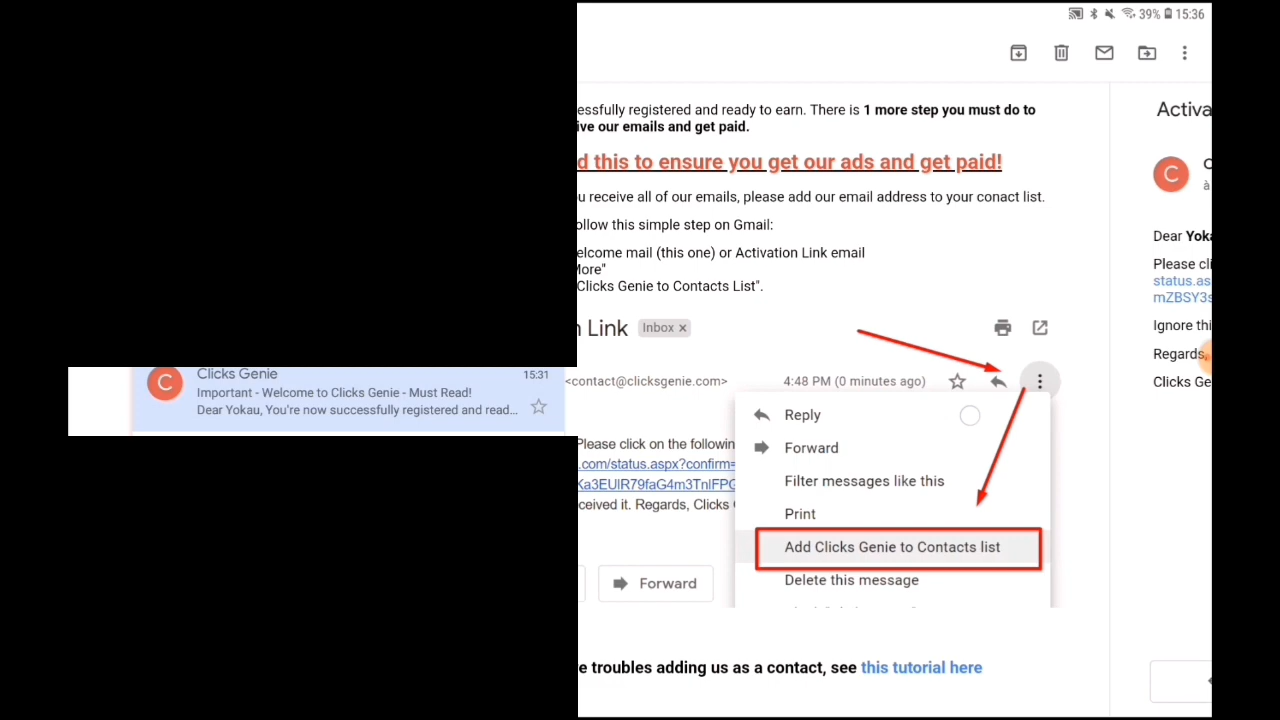 39% 15:36
essfully registered and ready to earn. There is 1 more step you must do to
ive our emails and get paid.
d this to ensure you get our ads and get paid!
u receive all of our emails, please add our email address to your conact list.
ollow this simple step on Gmail:
elcome mail (this one) or Activation Link email
More"
Clicks Genie to Contacts List".
n Link Inbox ×
Clicks Genie 15:31
Important - Welcome to Clicks Genie - Must Read!
Dear Yokau, You're now successfully registered and read...
C
<contact@clicksgenie.com> 4:48 PM (0 minutes ago)
Reply
Forward
Filter messages like this
Print
Add Clicks Genie to Contacts list
Delete this message
Please click on the following
.com/status.aspx?confirm=
Ka3EUlR79faG4m3TnlFPG
ceived it. Regards, Clicks
Forward
e troubles adding us as a contact, see this tutorial here
Activa
C
à
Dear Yoka
Please cli
status.as
mZBSY3s
Ignore thi
Regards,
Clicks Ge